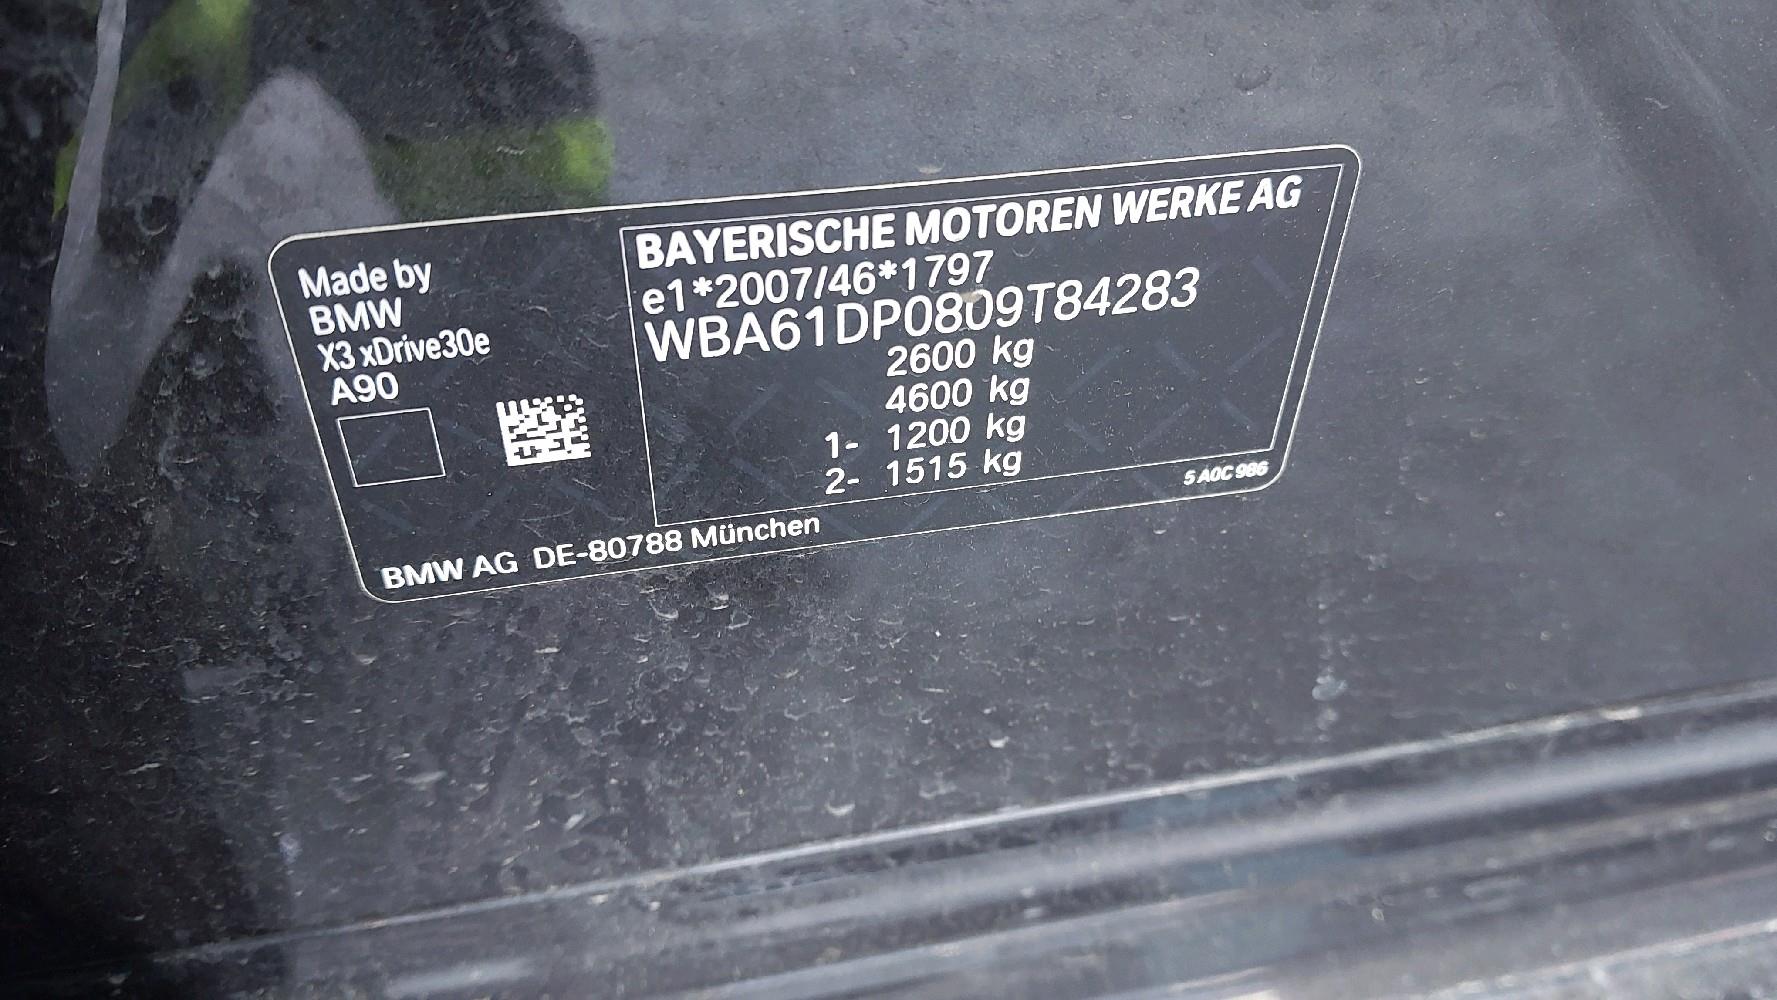 Made by
BMW
X3 xDrive30e
A90
BAYERISCHE MOTOREN WERKE AG
e1*2007/46*1797
WBA61DP0809T84283
2600 kg
4600 kg
1- 1200 kg
2- 1515 kg
5 A0C 986
BMW AG DE-80788 München